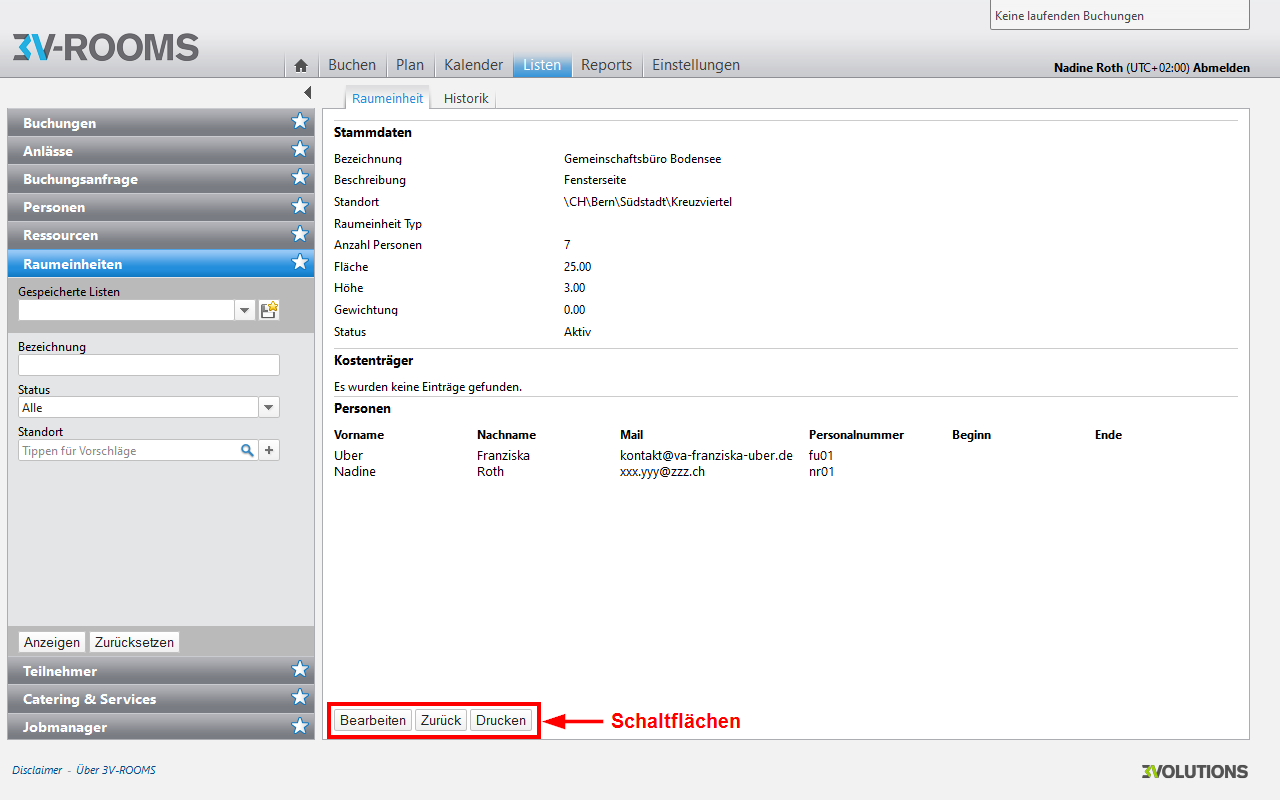 Keine laufenden Buchungen
3V-ROOMS
Buchen Plan Kalender Listen Reports Einstellungen
Nadine Roth (UTC+02:00) Abmelden
Raumeinheit Historik
Buchungen
Anlässe
Buchungsanfrage
Personen
Ressourcen
Raumeinheiten
Gespeicherte Listen
Bezeichnung
Status
Alle
Standort
Tippen für Vorschläge
Anzeigen Zurücksetzen
Teilnehmer
Catering & Services
Jobmanager
Stammdaten
Bezeichnung Gemeinschaftsbüro Bodensee
Beschreibung Fensterseite
Standort \CH\Bern\Südstadt\Kreuzviertel
Raumeinheit Typ
Anzahl Personen 7
Fläche 25.00
Höhe 3.00
Gewichtung 0.00
Status Aktiv
Kostenträger
Es wurden keine Einträge gefunden.
Personen
Vorname Nachname Mail Personalnummer Beginn Ende
Uber Franziska kontakt@va-franziska-uber.de fu01
Nadine Roth xxx.yyy@zzz.ch nr01
Bearbeiten Zurück Drucken Schaltflächen
Disclaimer - Über 3V-ROOMS
3VOLUTIONS